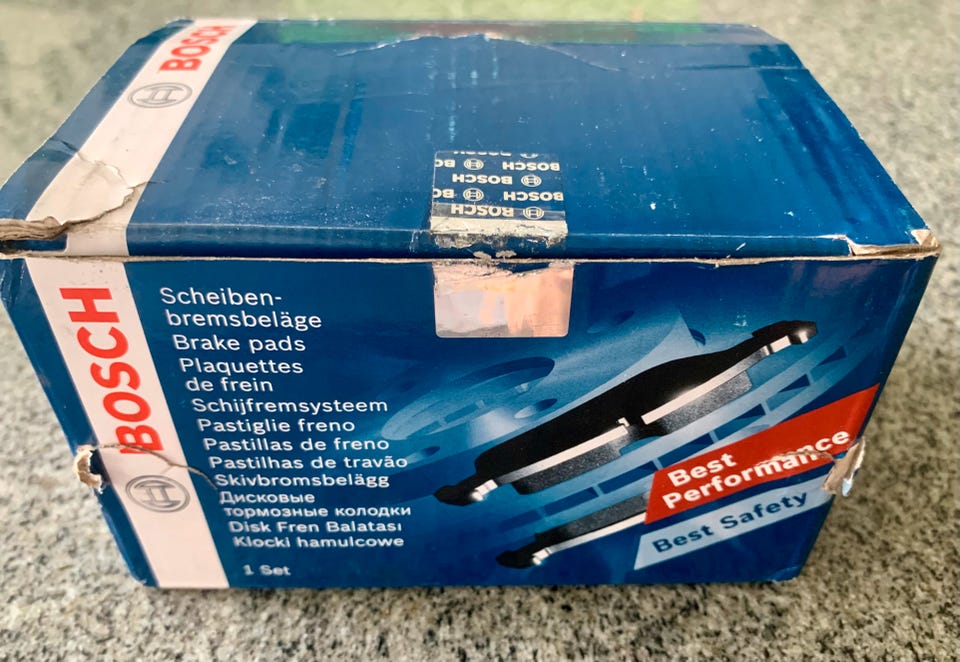 BOSCH
BOSCH
BOSCH
BOSCH
BOSCH
BOSCH
BOSCH
Scheiben-
bremsbeläge
Brake pads
Plaquettes
de frein
Schijfremsysteem
Pastiglie freno
Pastillas de freno
Pastilhas de travão
Skivbromsbelägg
Дисковые
тормозные колодки
Disk Fren Balatası
Klocki hamulcowe
1 Set
Best
Performance
Best Safety